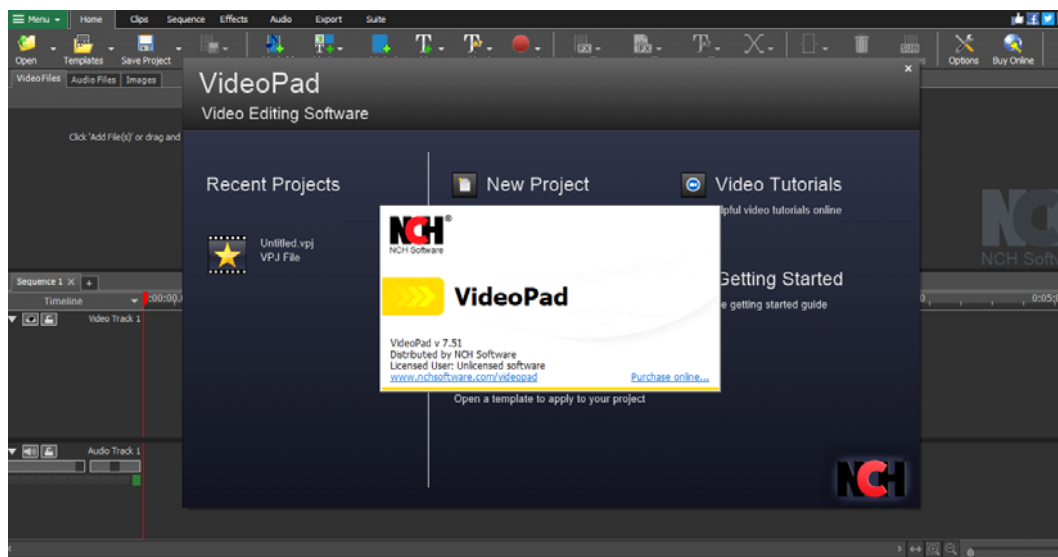 Menu Home Clips Sequence Effects Audo Export Suite
Open Templates Save Project Options Buy Online
Video Files Audio Files Images
VideoPad
Video Editing Software
Click 'Add File(s)' or drag and
Recent Projects
New Project
Video Tutorials
lpful video tutorials online
Untitled.vpj
VPJ File
NCH®
NCH Software
VideoPad
Getting Started
e getting started guide
VideoPad v 7.51
Distributed by NCH Software
Licensed User: Unlicensed software
www.nchsoftware.com/videopad Purchase online...
Open a template to apply to your project
NCH
NC
NCH Softw
Sequence 1 × +
Timeline
Video Track 1
Audio Track 1